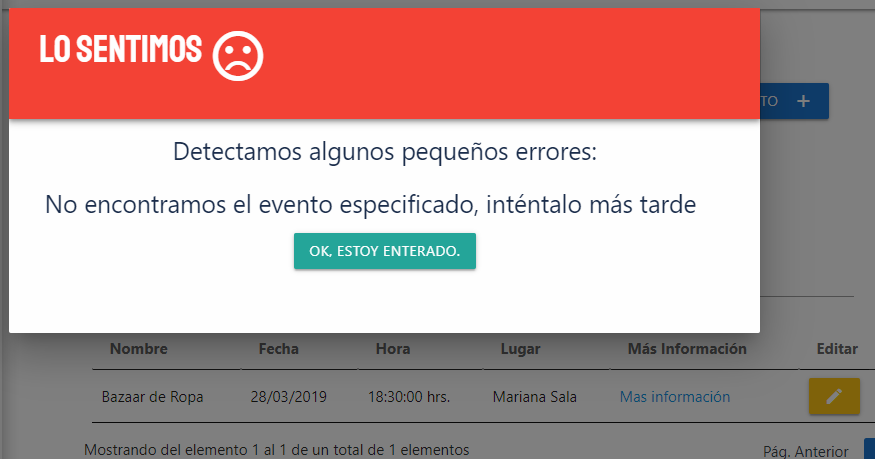 LO SENTIMOS
TO +
Detectamos algunos pequeños errores:
No encontramos el evento especificado, inténtalo más tarde
OK, ESTOY ENTERADO.
Nombre Fecha Hora Lugar Más Información Editar
Bazaar de Ropa 28/03/2019 18:30:00 hrs. Mariana Sala Mas información
Mostrando del elemento 1 al 1 de un total de 1 elementos Pág. Anterior